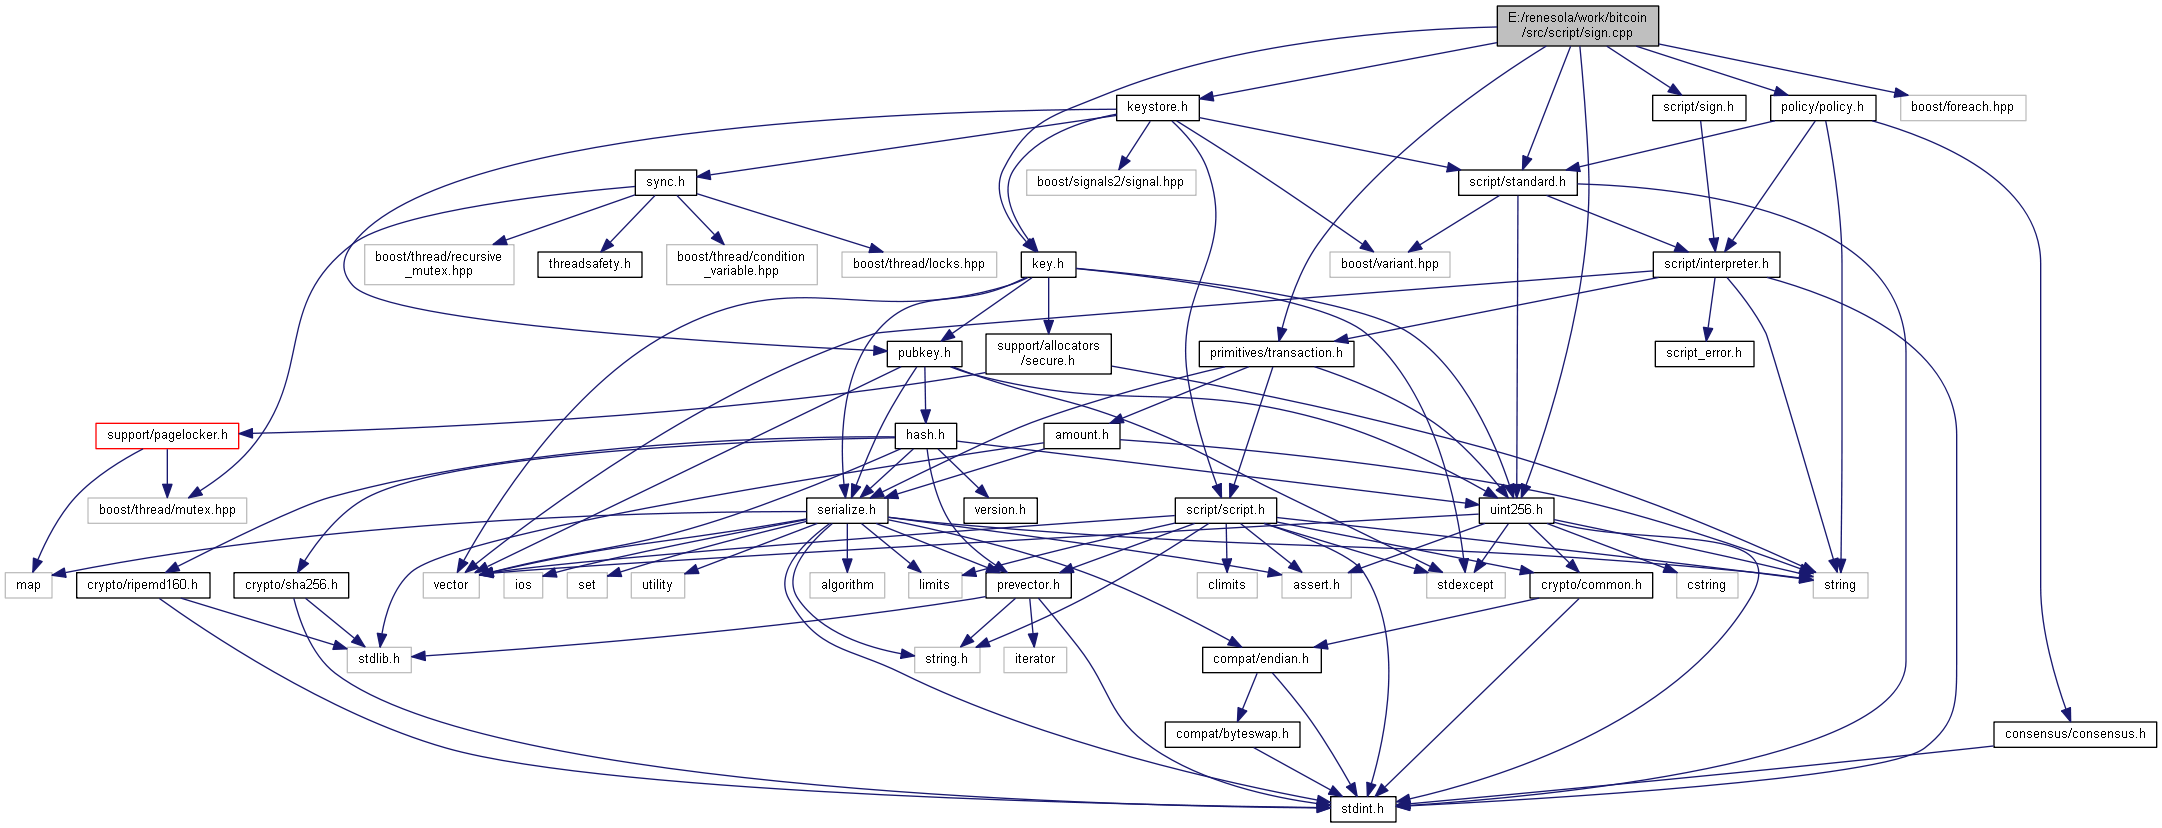 E:/renesola/work/bitcoin
/src/script/sign.cpp
keystore.h
script/sign.h
policy/policy.h
boost/foreach.hpp
sync.h
boost/signals2/signal.hpp
script/standard.h
boost/thread/recursive
_mutex.hpp
threadsafety.h
boost/thread/condition
_variable.hpp
boost/thread/locks.hpp
key.h
boost/variant.hpp
script/interpreter.h
pubkey.h
support/allocators
/secure.h
primitives/transaction.h
script_error.h
support/pagelocker.h
hash.h
amount.h
boost/thread/mutex.hpp
serialize.h
version.h
script/script.h
uint256.h
map
crypto/ripemd160.h
crypto/sha256.h
vector
ios
set
utility
algorithm
limits
prevector.h
climits
assert.h
stdexcept
crypto/common.h
cstring
string
stdlib.h
string.h
iterator
compat/endian.h
compat/byteswap.h
consensus/consensus.h
stdint.h